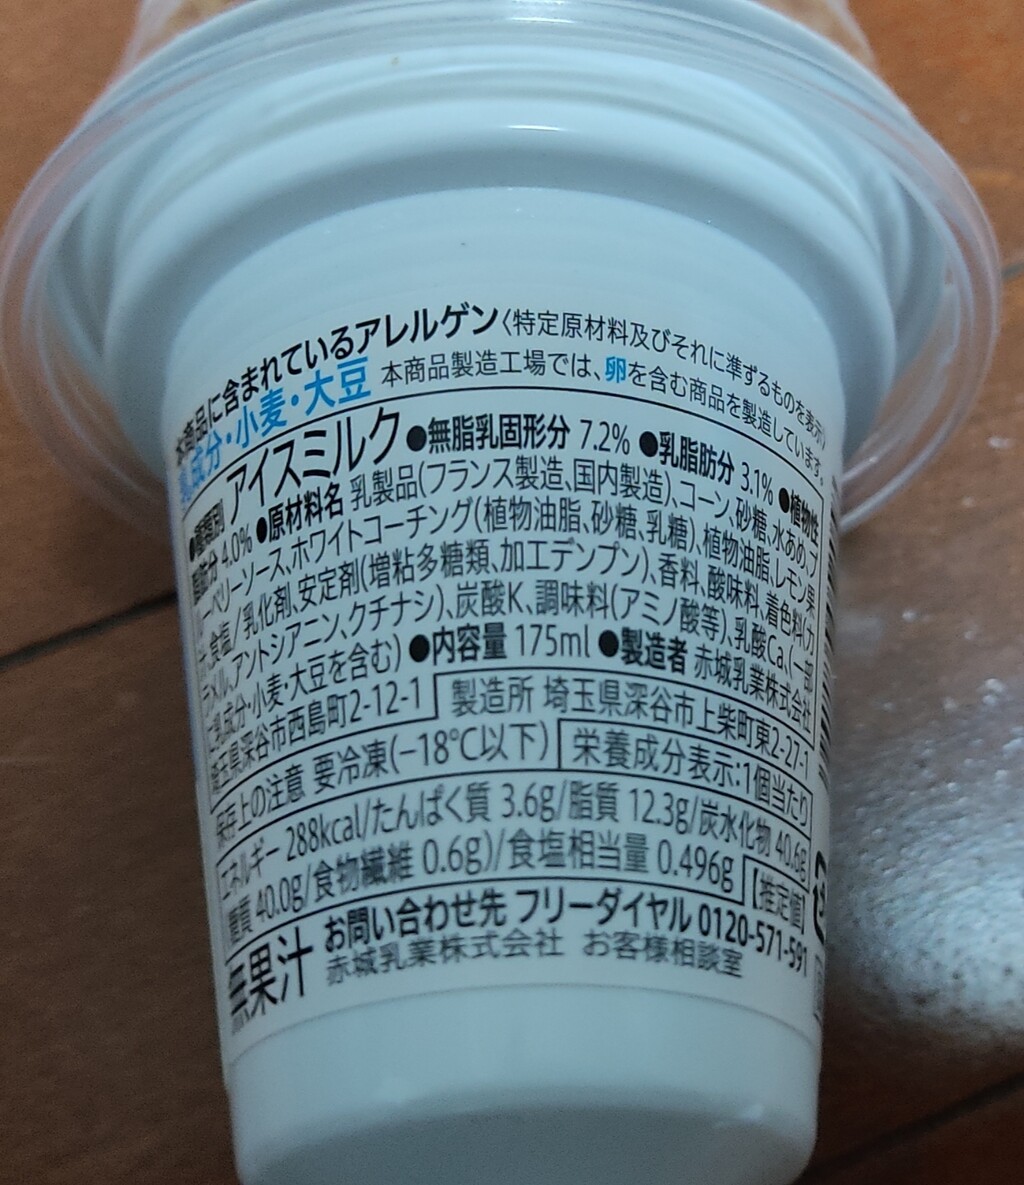 本商品に含まれているアレルゲン〈特定原材料及びそれに準ずるものを表示〉
乳成分・小麦・大豆 本商品製造工場では、卵を含む商品を製造しています。
●種類別 アイスミルク ●無脂乳固形分 7.2% ●乳脂肪分 3.1% ●植物性
脂肪分 4.0% ●原材料名 乳製品(フランス製造、国内製造)、コーン、砂糖、水あめ、ブ
ルーベリーソース、ホワイトコーチング(植物油脂、砂糖、乳糖)、植物油脂、レモン果
汁、食塩/乳化剤、安定剤(増粘多糖類、加工デンプン)、香料、酸味料、着色料(カ
ラメル、アントシアニン、クチナシ)、炭酸K、調味料(アミノ酸等)、乳酸Ca、(一部
に乳成分・小麦・大豆を含む) ●内容量 175ml ●製造者 赤城乳業株式会社
埼玉県深谷市西島町2-12-1 製造所 埼玉県深谷市上柴町東2-27-1
保存上の注意 要冷凍(−18℃以下) 栄養成分表示:1個当たり
エネルギー 288kcal/たんぱく質 3.6g/脂質 12.3g/炭水化物 40.6g
糖質 40.0g/食物繊維 0.6g)/食塩相当量 0.496g 【推定値】
無果汁 お問い合わせ先 フリーダイヤル 0120-571-591
赤城乳業株式会社 お客様相談室